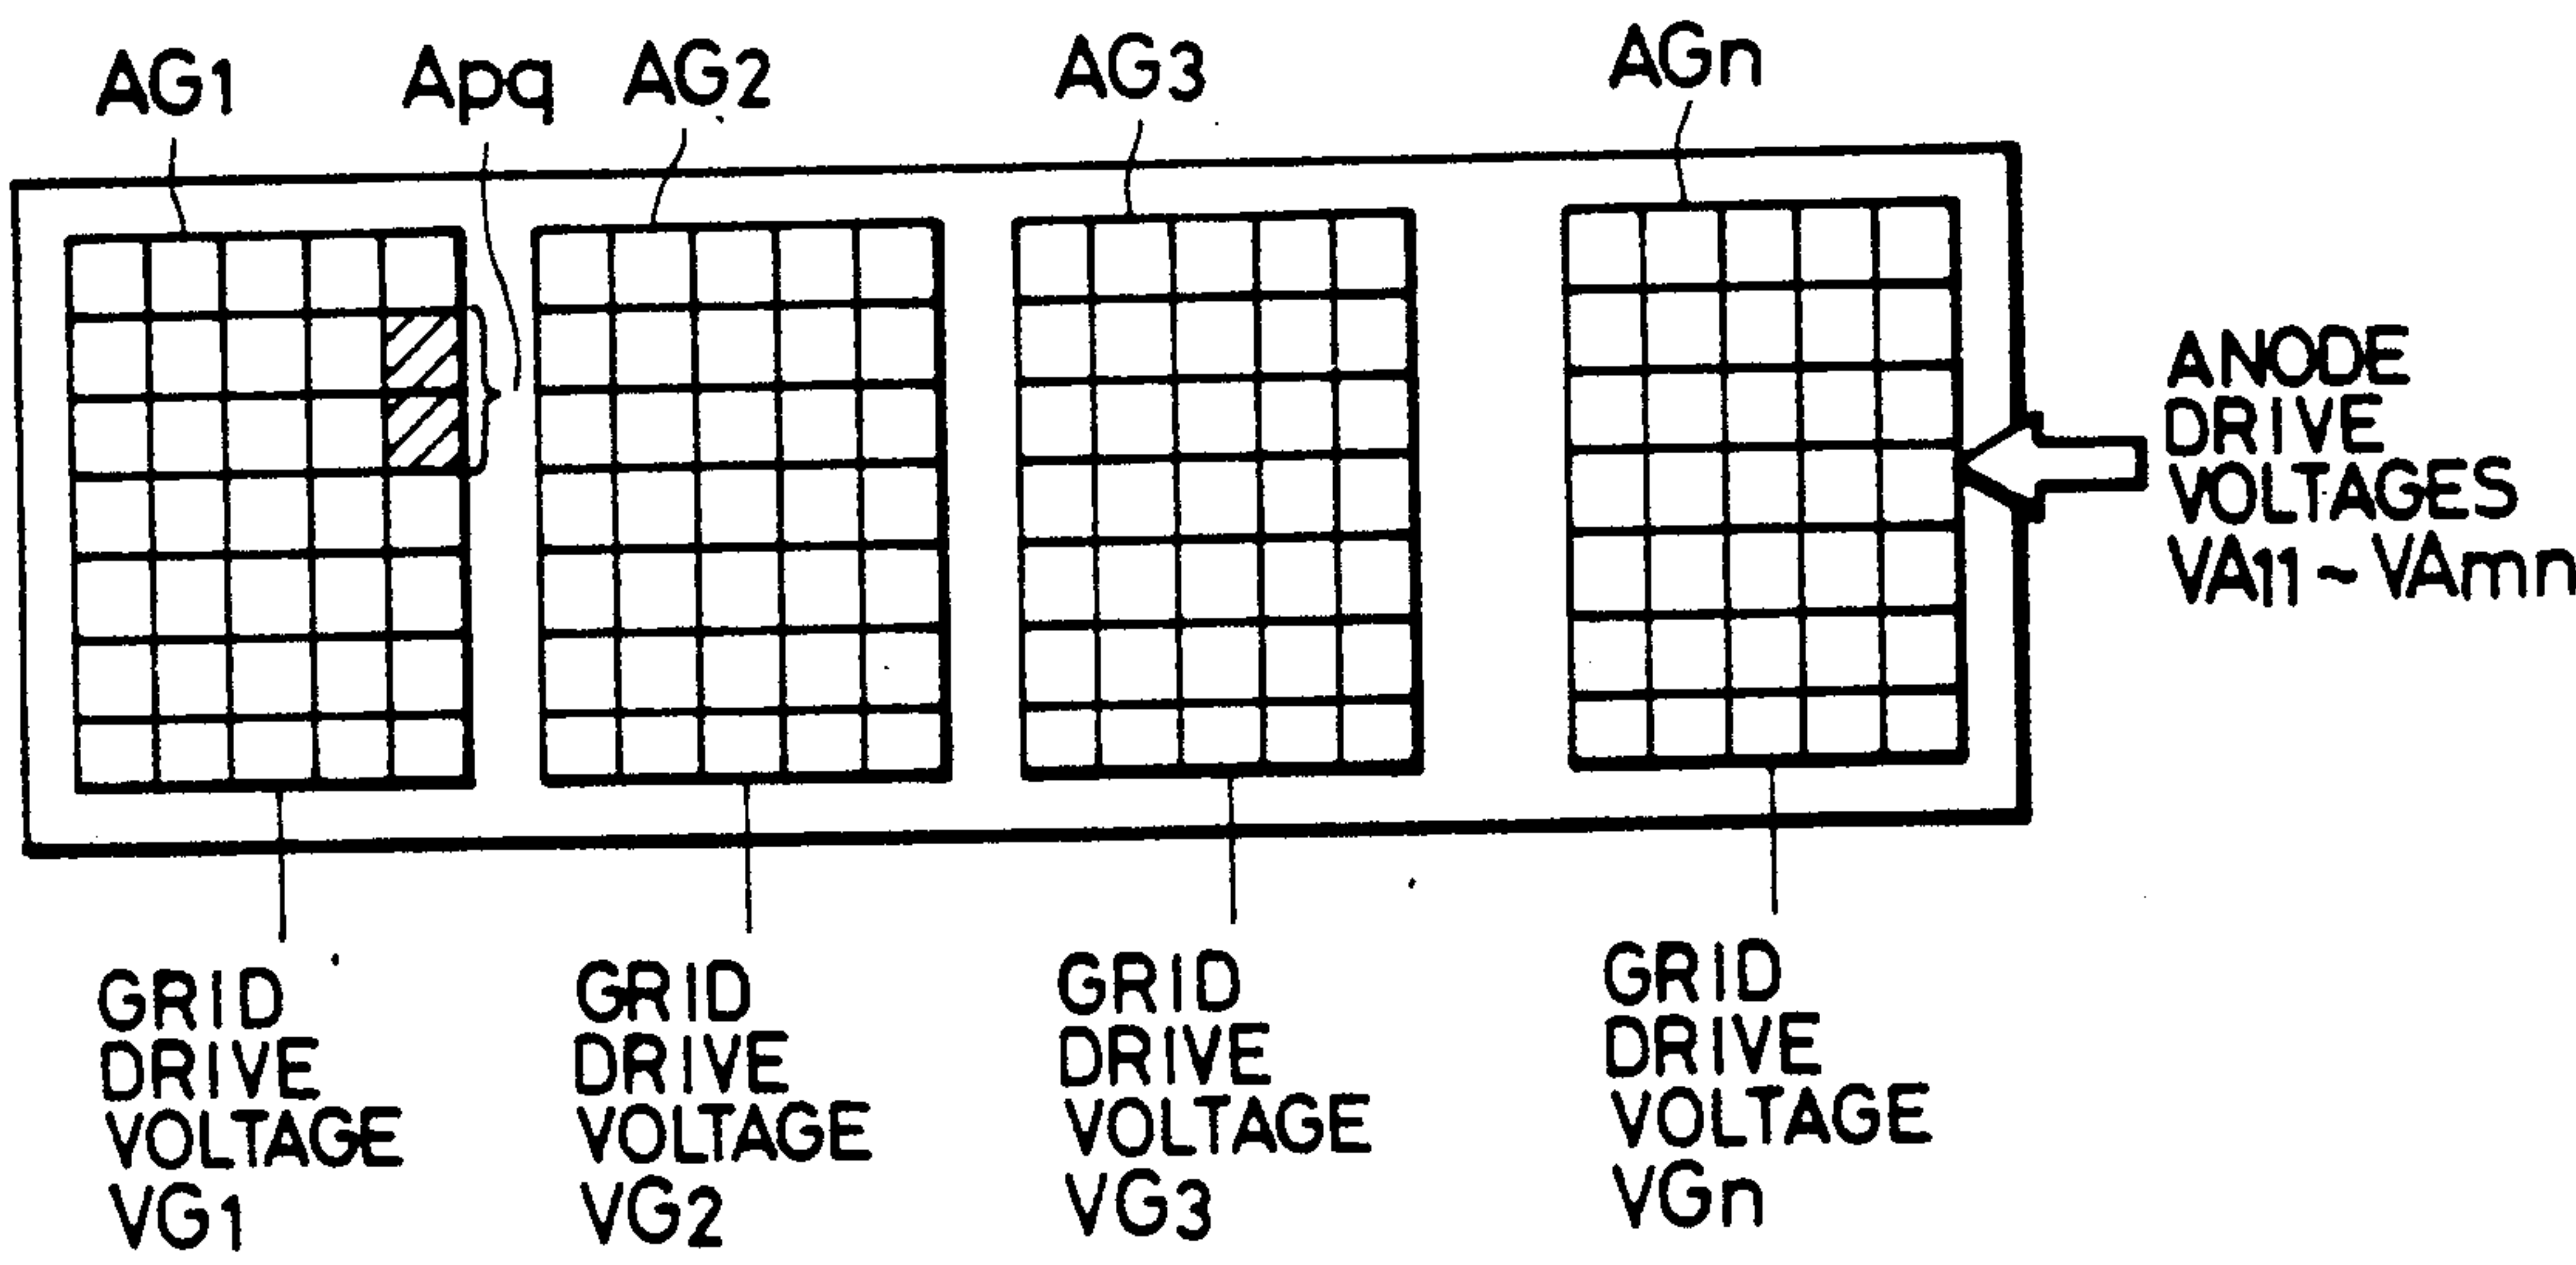 AG1 Apq AG2 AG3 AGn
ANODE
DRIVE
VOLTAGES
VA11 ~ VAmn
GRID
DRIVE
VOLTAGE
VG1
GRID
DRIVE
VOLTAGE
VG2
GRID
DRIVE
VOLTAGE
VG3
GRID
DRIVE
VOLTAGE
VGn